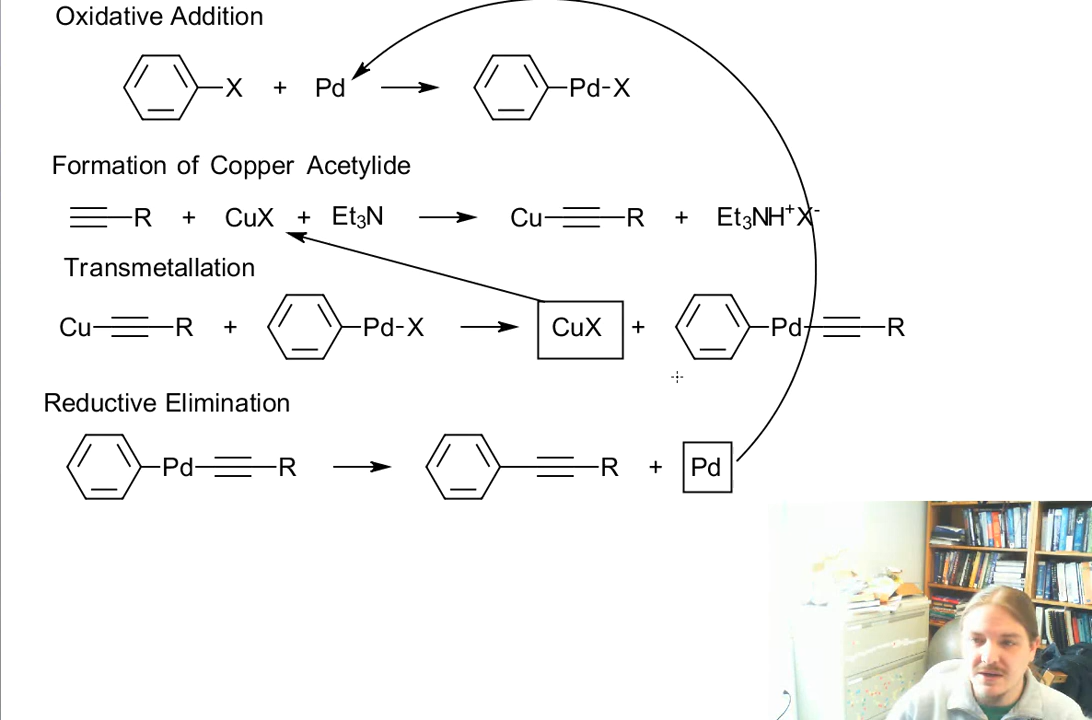 Oxidative Addition
X + Pd Pd-X
Formation of Copper Acetylide
R + CuX + Et₃N Cu R + Et₃NH⁺X⁻
Transmetallation
Cu R + Pd-X CuX + Pd R
Reductive Elimination
Pd R R + Pd